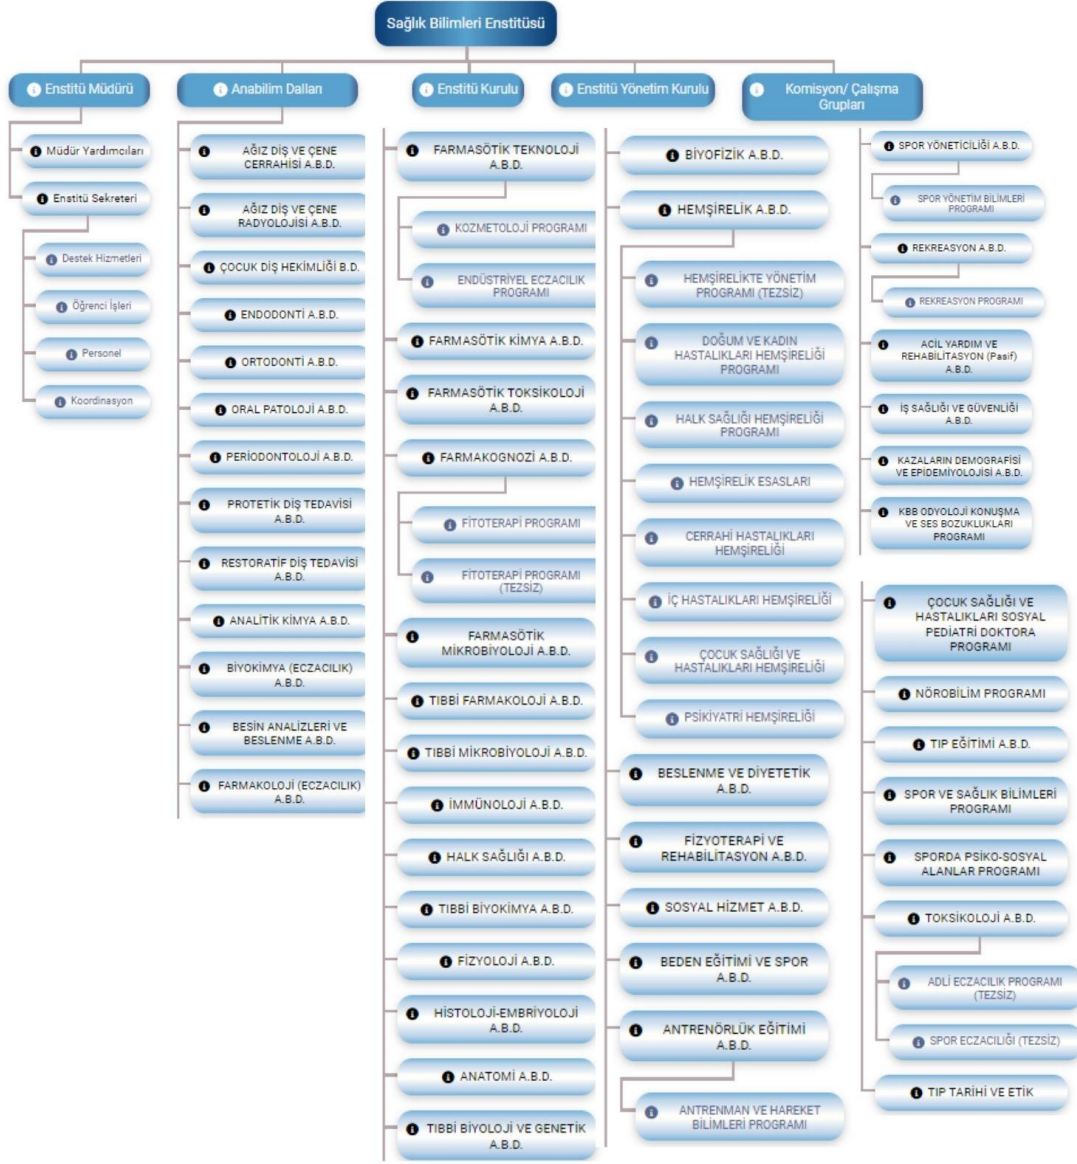 Sağlık Bilimleri Enstitüsü
Enstitü Müdürü
Anabilim Dalları
Enstitü Kurulu
Enstitü Yönetim Kurulu
Komisyon/ Çalışma
Grupları
Müdür Yardımcıları
Enstitü Sekreteri
Destek Hizmetleri
Öğrenci İşleri
Personel
Koordinasyon
AĞIZ DİŞ VE ÇENE
CERRAHİSİ A.B.D.
AĞIZ DİŞ VE ÇENE
RADYOLOJİSİ A.B.D.
ÇOCUK DİŞ HEKİMLİĞİ B.D.
ENDODONTİ A.B.D.
ORTODONTİ A.B.D.
ORAL PATOLOJİ A.B.D.
PERİODONTOLOJİ A.B.D.
PROTETİK DİŞ TEDAVİSİ
A.B.D.
RESTORATİF DİŞ TEDAVİSİ
A.B.D.
ANALİTİK KİMYA A.B.D.
BİYOKİMYA (ECZACILIK)
A.B.D.
BESİN ANALİZLERİ VE
BESLENME A.B.D.
FARMAKOLOJİ (ECZACILIK)
A.B.D.
FARMASÖTİK TEKNOLOJİ
A.B.D.
KOZMETOLOJİ PROGRAMI
ENDÜSTRİYEL ECZACILIK
PROGRAMI
FARMASÖTİK KİMYA A.B.D.
FARMASÖTİK TOKSİKOLOJİ
A.B.D.
FARMAKOGNOZİ A.B.D.
FİTOTERAPİ PROGRAMI
FİTOTERAPİ PROGRAMI
(TEZSİZ)
FARMASÖTİK
MİKROBİYOLOJİ A.B.D.
TIBBİ FARMAKOLOJİ A.B.D.
TIBBİ MİKROBİYOLOJİ A.B.D.
İMMÜNOLOJİ A.B.D.
HALK SAĞLIĞI A.B.D.
TIBBİ BİYOKİMYA A.B.D.
FİZYOLOJİ A.B.D.
HİSTOLOJİ-EMBRİYOLOJİ
A.B.D.
ANATOMİ A.B.D.
TIBBİ BİYOLOJİ VE GENETİK
A.B.D.
BİYOFİZİK A.B.D.
HEMŞİRELİK A.B.D.
HEMŞİRELİKTE YÖNETİM
PROGRAMI (TEZSİZ)
DOĞUM VE KADIN
HASTALIKLARI HEMŞİRELİĞİ
PROGRAMI
HALK SAĞLIĞI HEMŞİRELİĞİ
PROGRAMI
HEMŞİRELİK ESASLARI
CERRAHİ HASTALIKLARI
HEMŞİRELİĞİ
İÇ HASTALIKLARI HEMŞİRELİĞİ
ÇOCUK SAĞLIĞI VE
HASTALIKLARI HEMŞİRELİĞİ
PSİKİYATRİ HEMŞİRELİĞİ
BESLENME VE DİYETETİK
A.B.D.
FİZYOTERAPİ VE
REHABİLİTASYON A.B.D.
SOSYAL HİZMET A.B.D.
BEDEN EĞİTİMİ VE SPOR
A.B.D.
ANTRENÖRLÜK EĞİTİMİ
A.B.D.
ANTRENMAN VE HAREKET
BİLİMLERİ PROGRAMI
SPOR YÖNETİCİLİĞİ A.B.D.
SPOR YÖNETİM BİLİMLERİ
PROGRAMI
REKREASYON A.B.D.
REKREASYON PROGRAMI
ACİL YARDIM VE
REHABİLİTASYON (Pasif)
A.B.D.
İŞ SAĞLIĞI VE GÜVENLİĞİ
A.B.D.
KAZALARIN DEMOGRAFİSİ
VE EPİDEMİYOLOJİSİ A.B.D.
KBB ODYOLOJİ KONUŞMA
VE SES BOZUKLUKLARI
PROGRAMI
ÇOCUK SAĞLIĞI VE
HASTALIKLARI SOSYAL
PEDİATRİ DOKTORA
PROGRAMI
NÖROBİLİM PROGRAMI
TIP EĞİTİMİ A.B.D.
SPOR VE SAĞLIK BİLİMLERİ
PROGRAMI
SPORDA PSİKO-SOSYAL
ALANLAR PROGRAMI
TOKSİKOLOJİ A.B.D.
ADLİ ECZACILIK PROGRAMI
(TEZSİZ)
SPOR ECZACILIĞI (TEZSİZ)
TIP TARİHİ VE ETİK